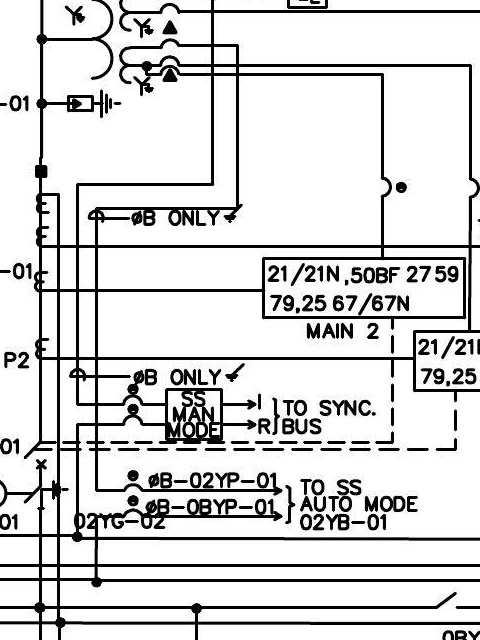 -01
ØB ONLY
-01
21/21N,50BF 27 59
79,25 67/67N
MAIN 2
21/21
79,25
P2
ØB ONLY
SS
MAN
MODE
I
R
TO SYNC.
BUS
01
ØB-02YP-01
ØB-0BYP-01
TO SS
AUTO MODE
02YB-01
01
02YG-02